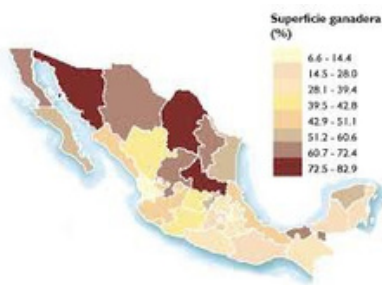 Superficie ganadera
(%)
6.6 - 14.4
14.5 - 28.0
28.1 - 39.4
39.5 - 42.8
42.9 - 51.1
51.2 - 60.6
60.7 - 72.4
72.5 - 82.9